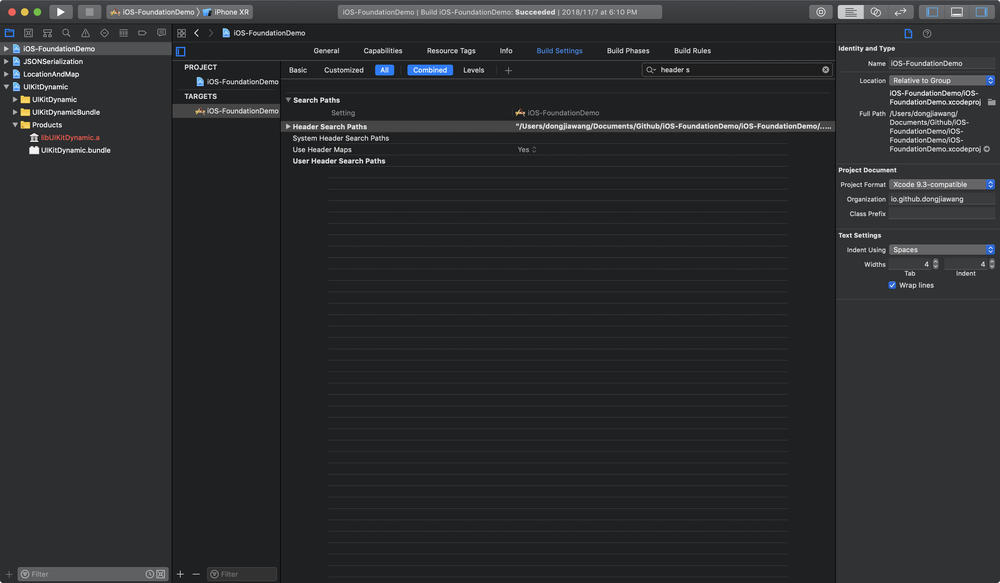 iOS-FoundationDemo
iPhone XR
iOS-FoundationDemo | Build iOS-FoundationDemo: Succeeded | 2018/11/7 at 6:10 PM
iOS-FoundationDemo
JSONSerialization
LocationAndMap
UIKitDynamic
UIKitDynamic
UIKitDynamicBundle
Products
libUIKitDynamic.a
UIKitDynamic.bundle
Filter
iOS-FoundationDemo
General Capabilities Resource Tags Info Build Settings Build Phases Build Rules
PROJECT
iOS-FoundationDemo
TARGETS
iOS-FoundationDemo
Filter
Basic Customized All Combined Levels
header s
Search Paths
Setting iOS-FoundationDemo
Header Search Paths "/Users/dongjiawang/Documents/Github/iOS-FoundationDemo/iOS-FoundationDemo/.…
System Header Search Paths
Use Header Maps Yes
User Header Search Paths
Identity and Type
Name iOS-FoundationDemo
Location Relative to Group
iOS-FoundationDemo/iOS-
FoundationDemo.xcodeproj
Full Path /Users/dongjiawang/
Documents/Github/iOS-
FoundationDemo/iOS-
FoundationDemo/iOS-
FoundationDemo.xcodeproj
Project Document
Project Format Xcode 9.3-compatible
Organization io.github.dongjiawang
Class Prefix
Text Settings
Indent Using Spaces
Widths 4 4
Tab Indent
Wrap lines